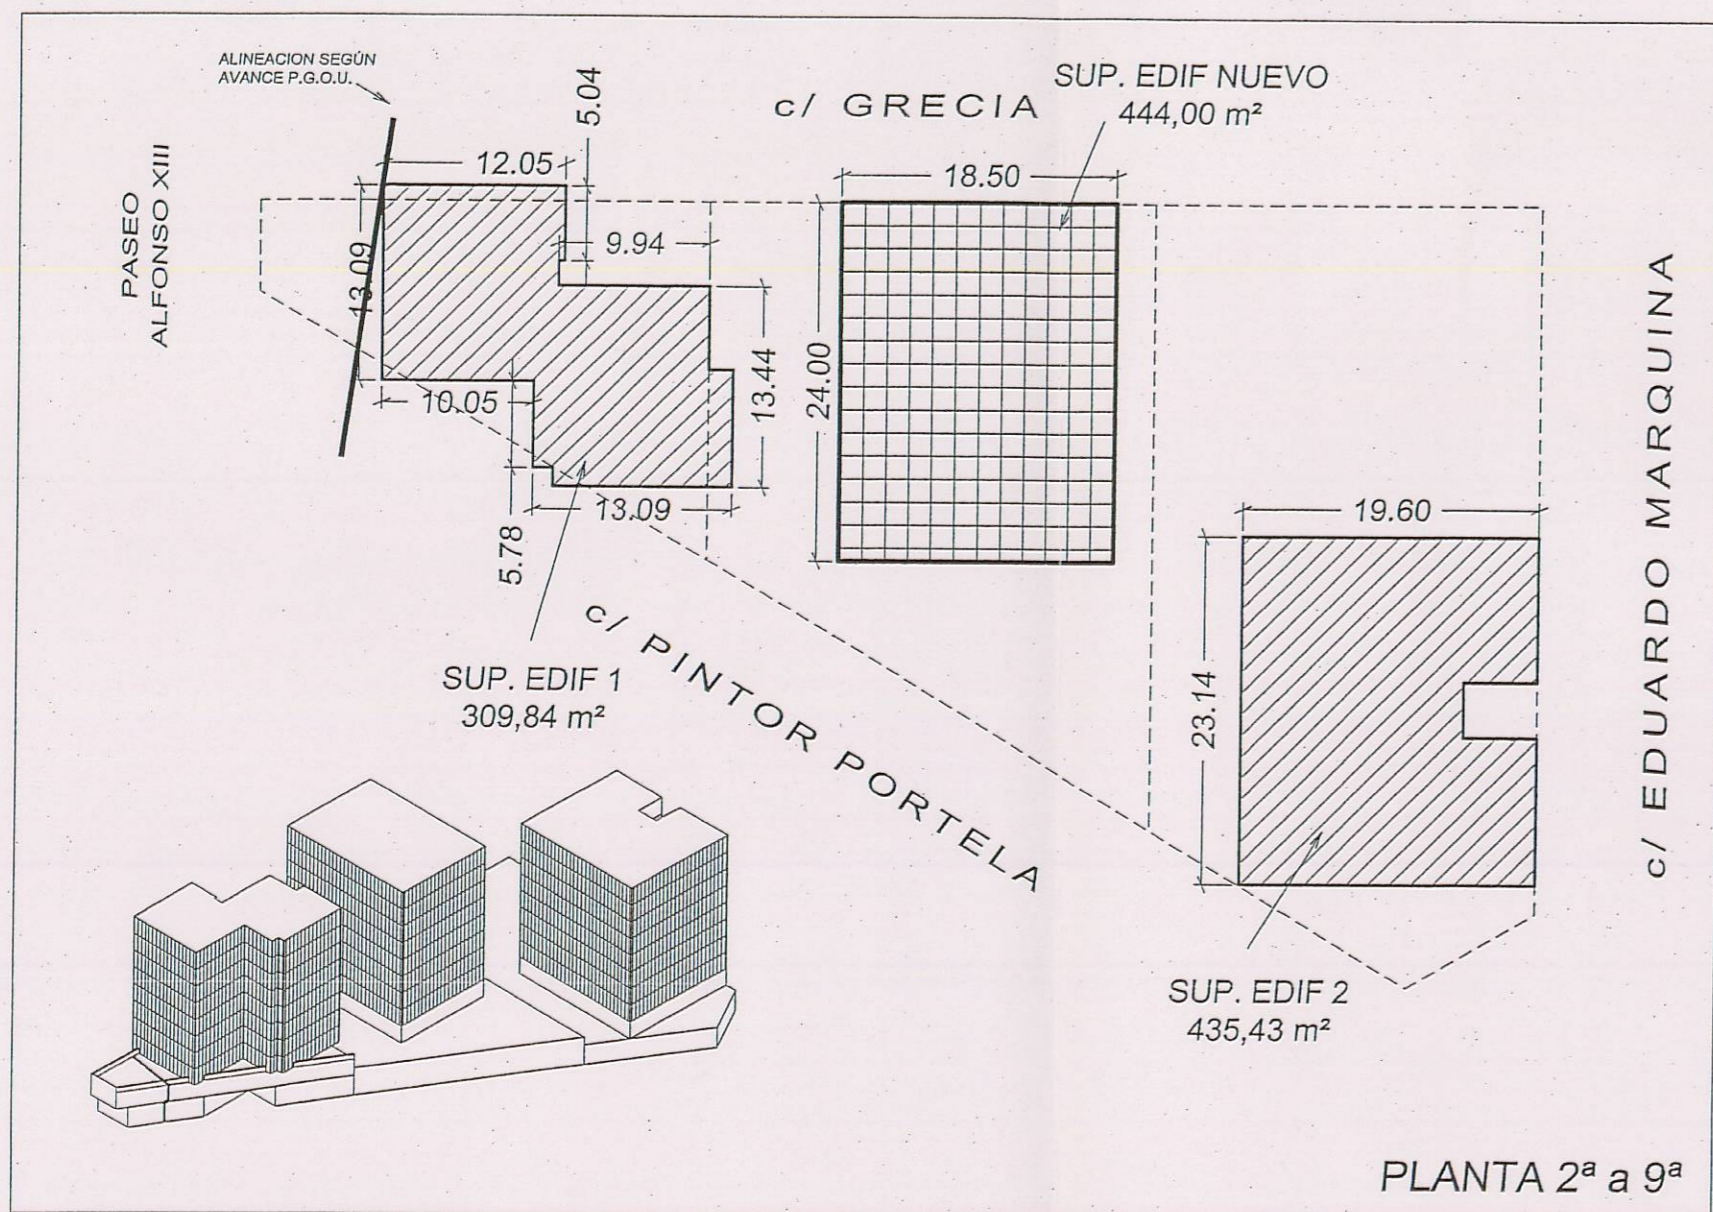 ALINEACION SEGÚN
AVANCE P.G.O.U.
PASEO
ALFONSO XIII
c/ GRECIA
SUP. EDIF NUEVO
444,00 m²
12.05
5.04
18.50
9.94
13.09
10.05
13.44
24.00
13.09
5.78
19.60
23.14
SUP. EDIF 1
309,84 m²
c/ PINTOR PORTELA
c/ EDUARDO MARQUINA
SUP. EDIF 2
435,43 m²
PLANTA 2ª a 9ª